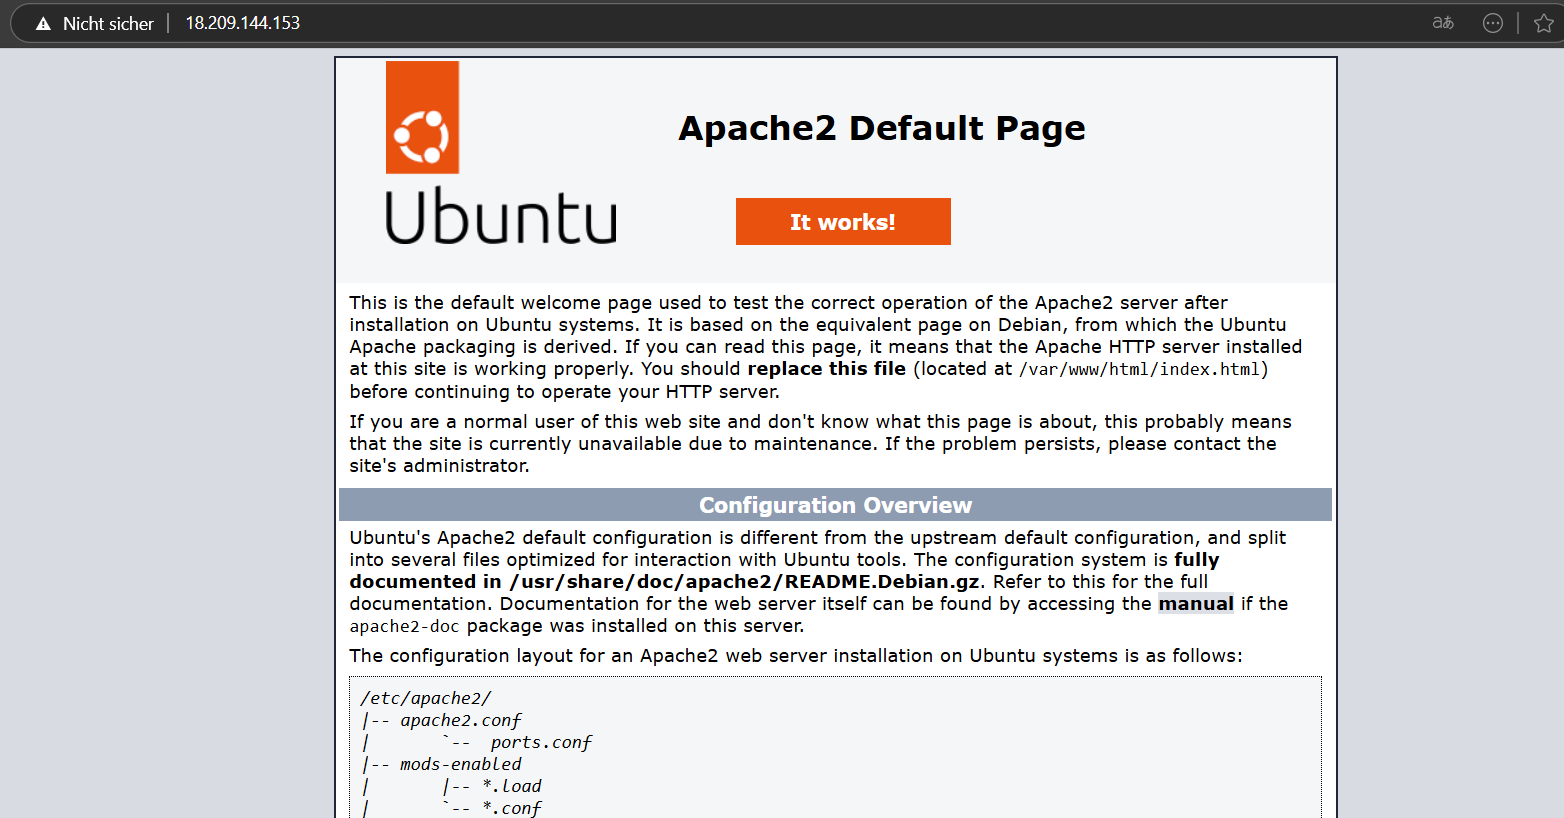 Nicht sicher 18.209.144.153 aあ
Ubuntu
Apache2 Default Page
It works!
This is the default welcome page used to test the correct operation of the Apache2 server after
installation on Ubuntu systems. It is based on the equivalent page on Debian, from which the Ubuntu
Apache packaging is derived. If you can read this page, it means that the Apache HTTP server installed
at this site is working properly. You should replace this file (located at /var/www/html/index.html)
before continuing to operate your HTTP server.
If you are a normal user of this web site and don't know what this page is about, this probably means
that the site is currently unavailable due to maintenance. If the problem persists, please contact the
site's administrator.
Configuration Overview
Ubuntu's Apache2 default configuration is different from the upstream default configuration, and split
into several files optimized for interaction with Ubuntu tools. The configuration system is fully
documented in /usr/share/doc/apache2/README.Debian.gz. Refer to this for the full
documentation. Documentation for the web server itself can be found by accessing the manual if the
apache2-doc package was installed on this server.
The configuration layout for an Apache2 web server installation on Ubuntu systems is as follows:
/etc/apache2/
|-- apache2.conf
|       `--  ports.conf
|-- mods-enabled
|       |-- *.load
|       `-- *.conf